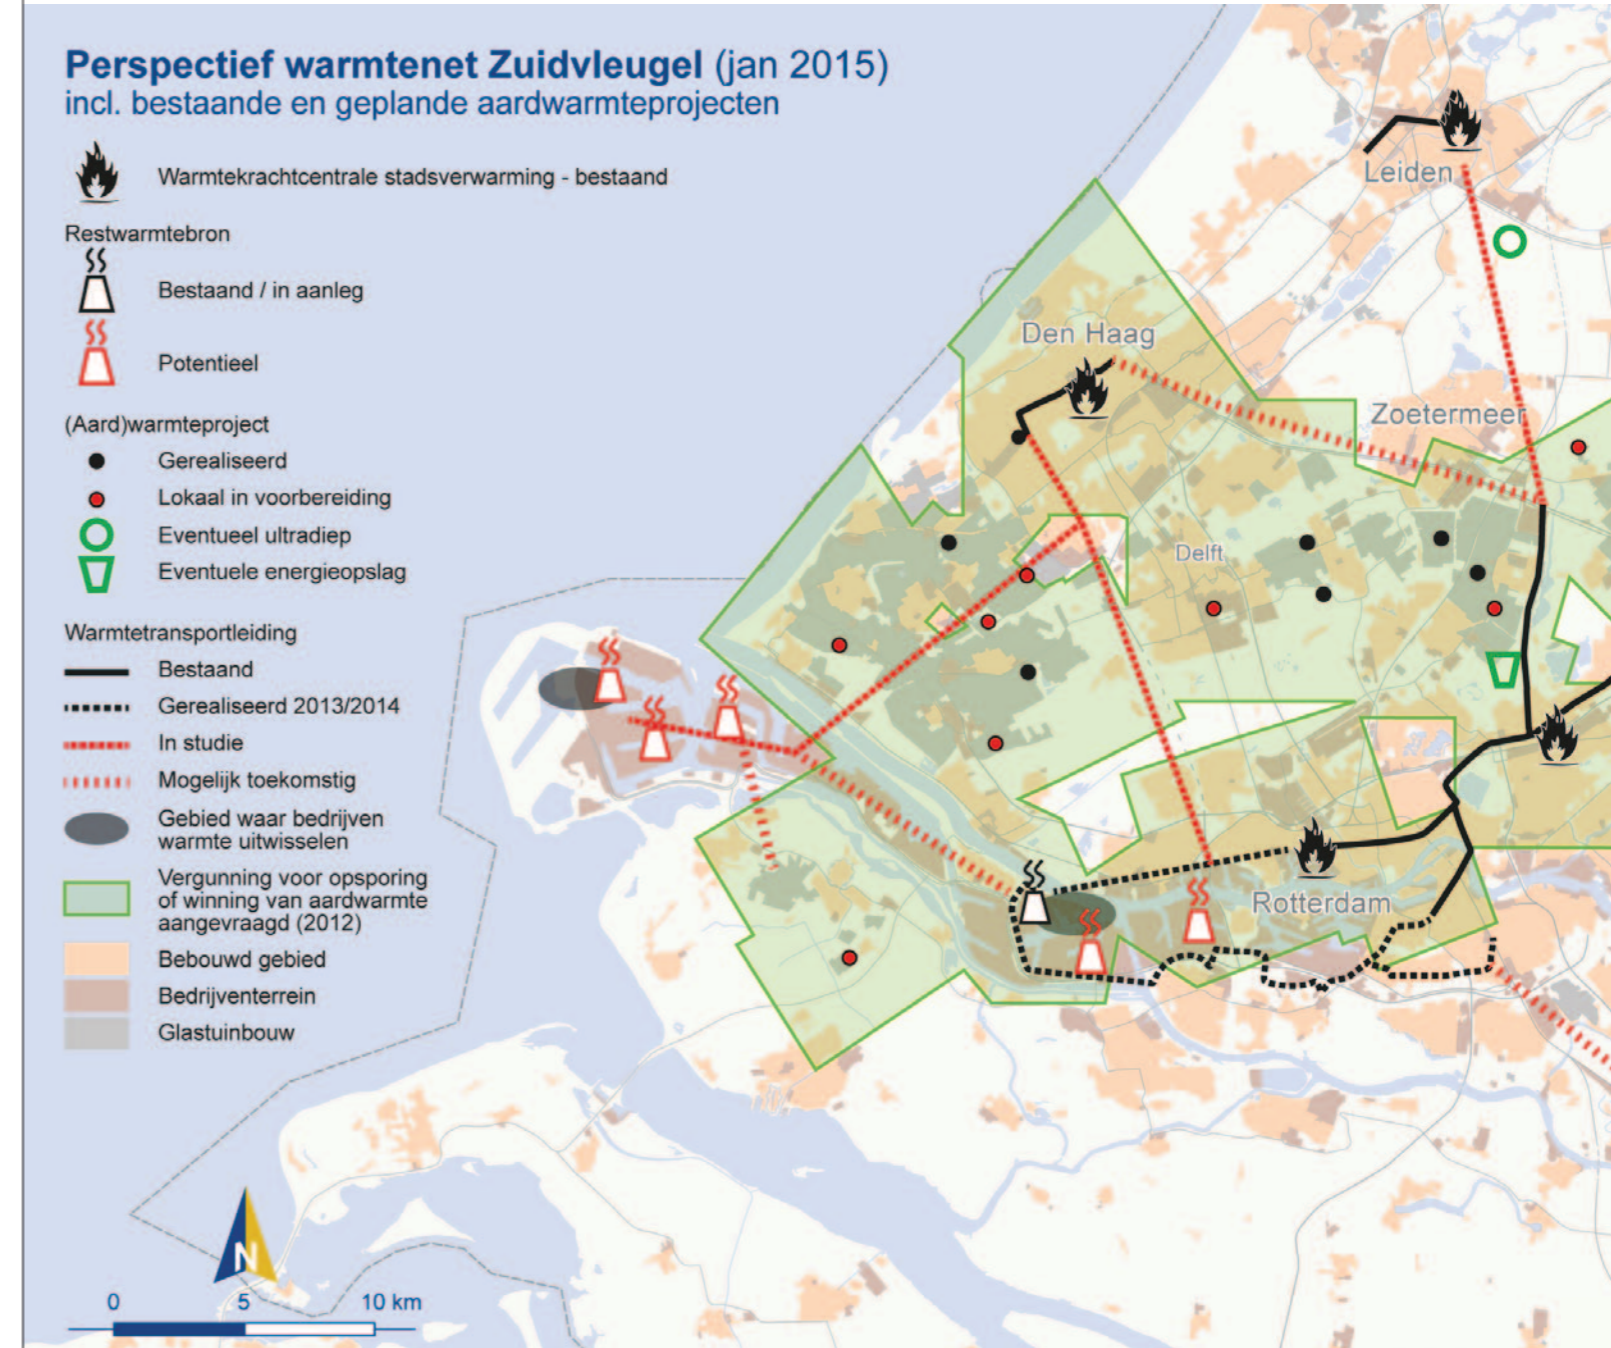 Perspectief warmtenet Zuidvleugel (jan 2015)
incl. bestaande en geplande aardwarmteprojecten
Warmtekrachtcentrale stadsverwarming - bestaand
Restwarmtebron
Bestaand / in aanleg
Potentieel
(Aard)warmteproject
Gerealiseerd
Lokaal in voorbereiding
Eventueel ultradiep
Eventuele energieopslag
Warmtetransportleiding
Bestaand
Gerealiseerd 2013/2014
In studie
Mogelijk toekomstig
Gebied waar bedrijven
warmte uitwisselen
Vergunning voor opsporing
of winning van aardwarmte
aangevraagd (2012)
Bebouwd gebied
Bedrijventerrein
Glastuinbouw
N
0 5 10 km
Leiden
Den Haag
Zoetermeer
Delft
Rotterdam